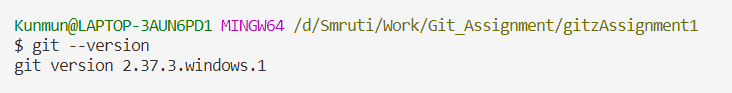 Kunmun@LAPTOP-3AUN6PD1 MINGW64 /d/Smruti/Work/Git_Assignment/gitzAssignment1
$ git --version
git version 2.37.3.windows.1